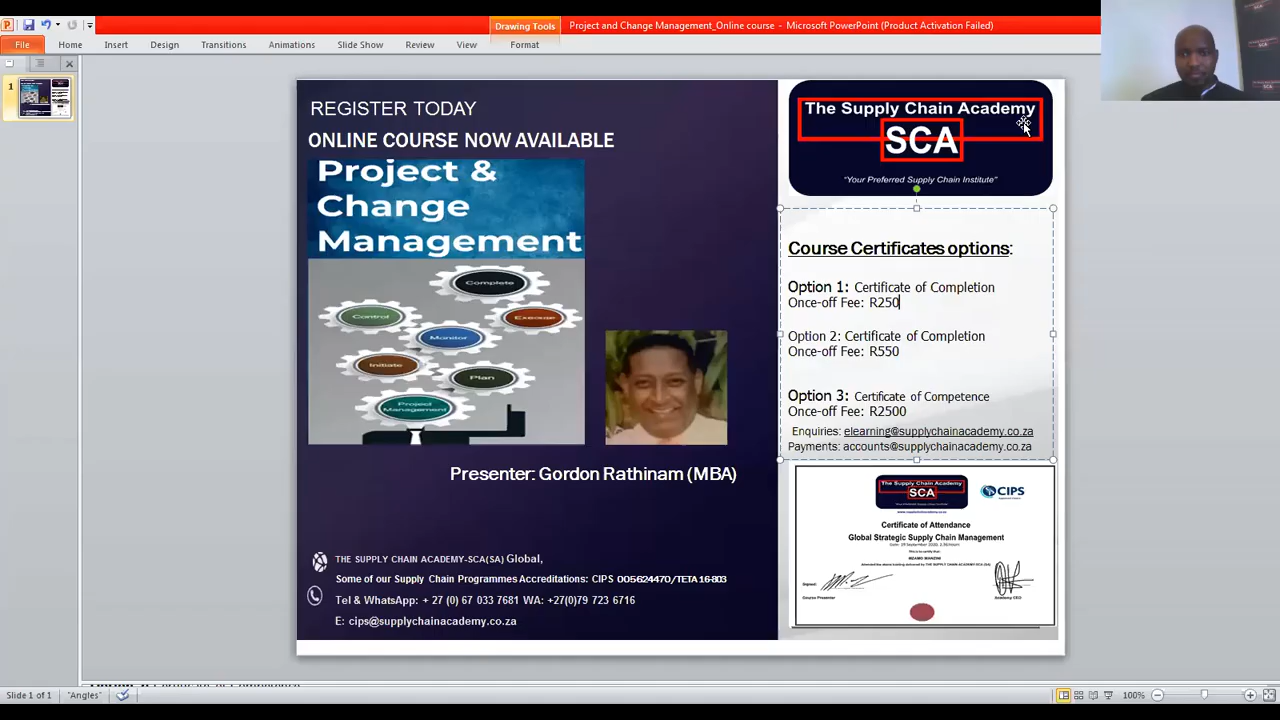 Drawing Tools
Project and Change Management_Online course - Microsoft PowerPoint (Product Activation Failed)
File Home Insert Design Transitions Animations Slide Show Review View Format
1
REGISTER TODAY
ONLINE COURSE NOW AVAILABLE
Project &
Change
Management
Complete
Control
Execute
Monitor
Initiate
Plan
Project
Management
Presenter: Gordon Rathinam (MBA)
THE SUPPLY CHAIN ACADEMY-SCA(SA) Global,
Some of our Supply Chain Programmes Accreditations: CIPS 005624470/TETA 16-803
Tel & WhatsApp: + 27 (0) 67 033 7681 WA: +27(0)79 723 6716
E: cips@supplychainacademy.co.za
The Supply Chain Academy
SCA
"Your Preferred Supply Chain Institute"
Course Certificates options:
Option 1: Certificate of Completion
Once-off Fee: R250
Option 2: Certificate of Completion
Once-off Fee: R550
Option 3: Certificate of Competence
Once-off Fee: R2500
Enquiries: elearning@supplychainacademy.co.za
Payments: accounts@supplychainacademy.co.za
The Supply Chain Academy
SCA
CIPS
Certificate of Attendance
Global Strategic Supply Chain Management
Slide 1 of 1 "Angles" 100%